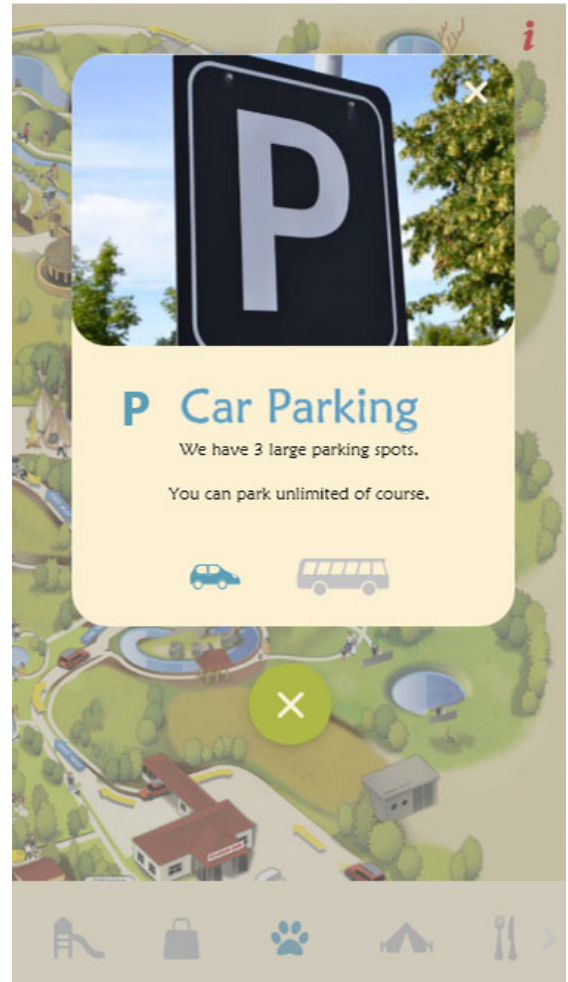 i
P
P Car Parking
We have 3 large parking spots.
You can park unlimited of course.